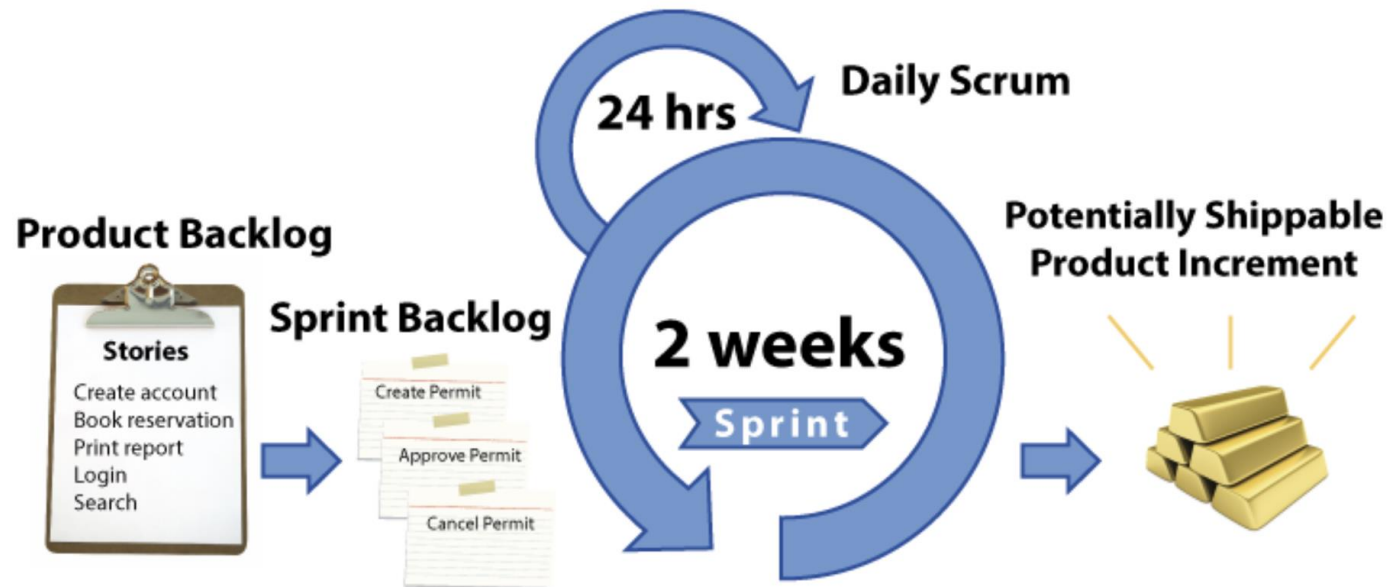 Product Backlog
Stories
Create account
Book reservation
Print report
Login
Search
Sprint Backlog
Create Permit
Approve Permit
Cancel Permit
24 hrs
Daily Scrum
2 weeks
Sprint
Potentially Shippable
Product Increment